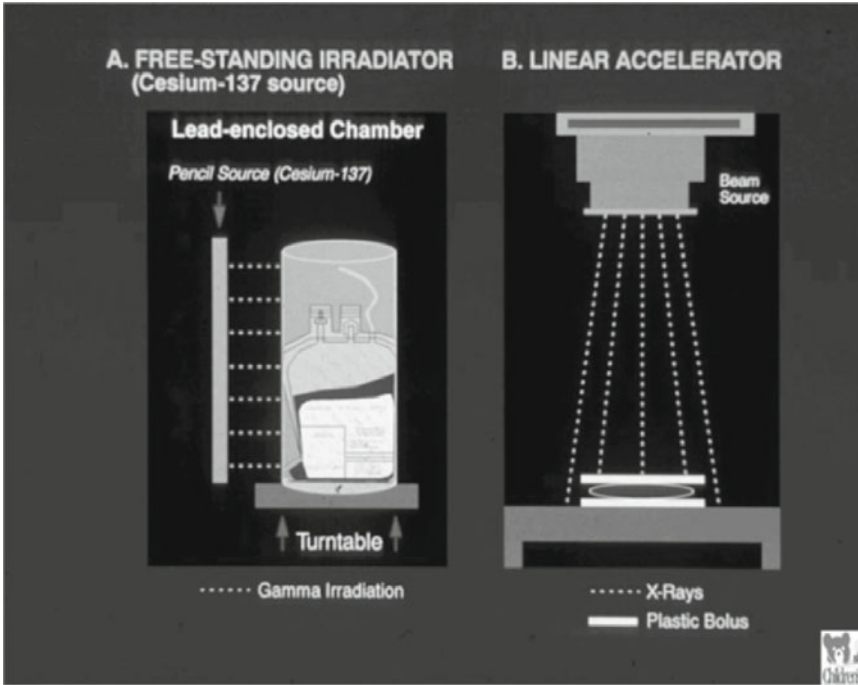 A. FREE-STANDING IRRADIATOR
(Cesium-137 source)
Lead-enclosed Chamber
Pencil Source (Cesium-137)
Turntable
Gamma Irradiation
B. LINEAR ACCELERATOR
Beam
Source
X-Rays
Plastic Bolus